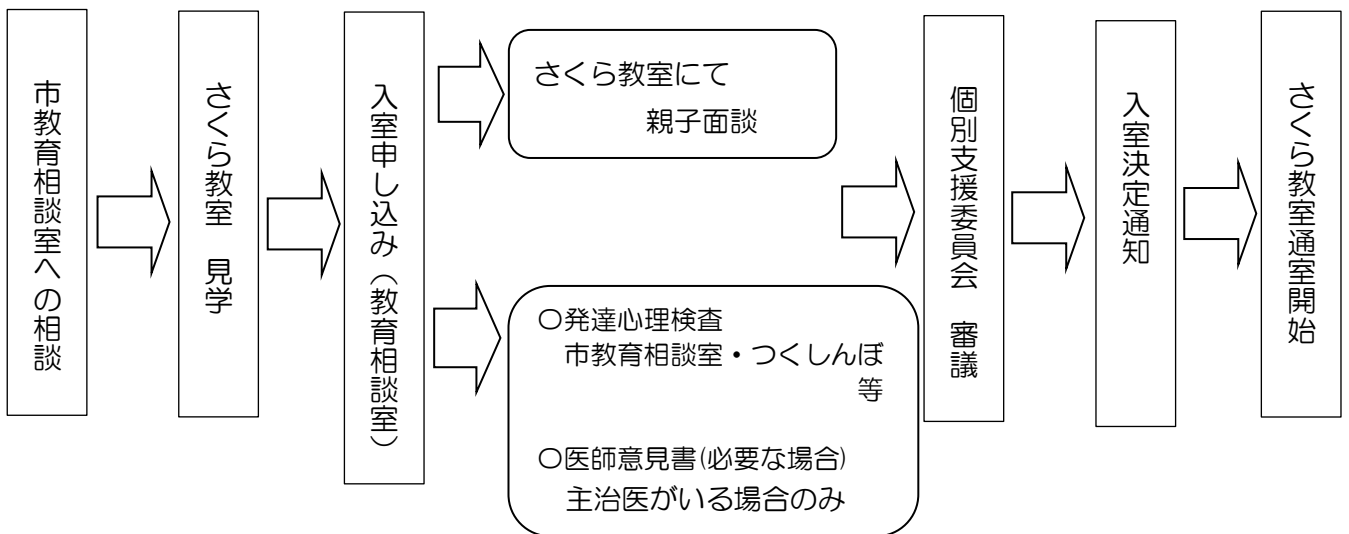 市教育相談室への相談
さくら教室　見学
入室申し込み（教育相談室）
さくら教室にて
親子面談
〇発達心理検査
市教育相談室・つくしんぼ
等
〇医師意見書(必要な場合)
主治医がいる場合のみ
個別支援委員会　審議
入室決定通知
さくら教室通室開始